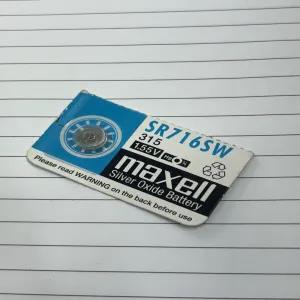 SR716SW
315
1.55V
maxell
Silver Oxide Battery
Please read WARNING on the back before use